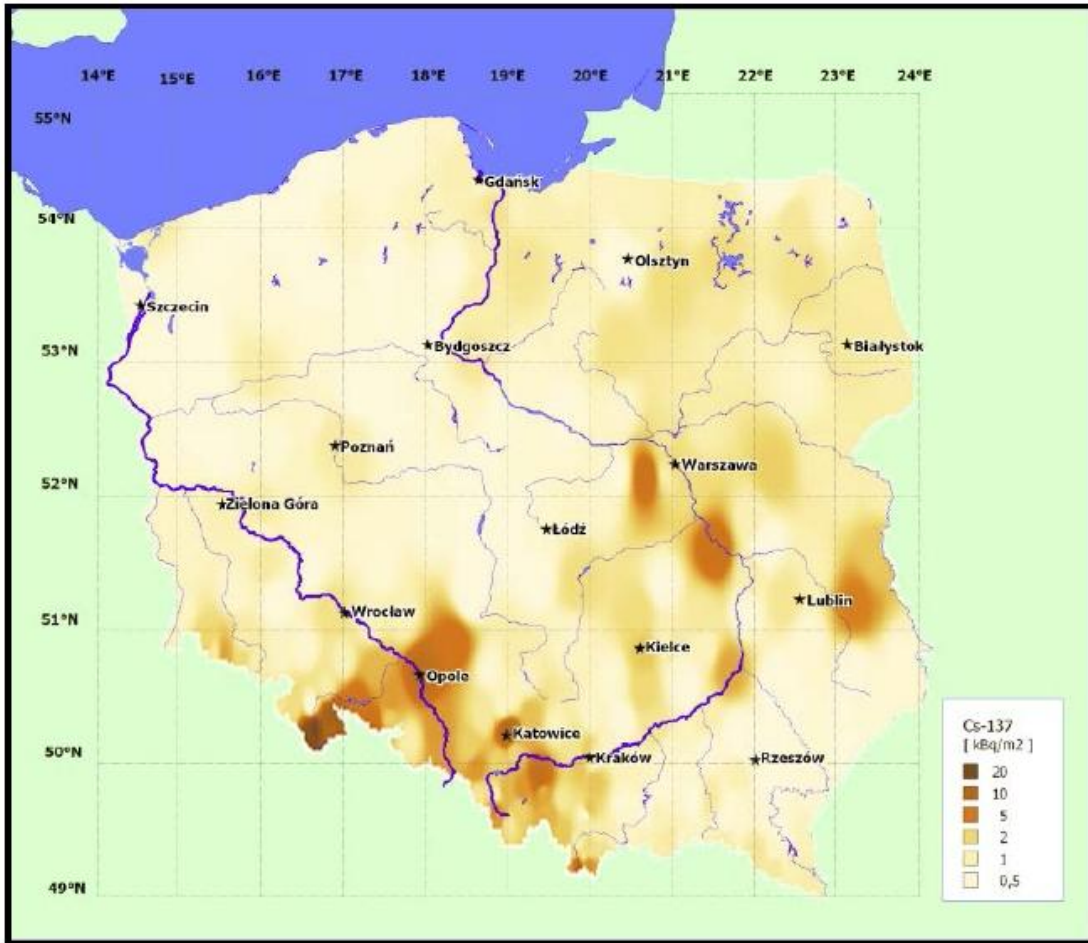 14°E 15°E 16°E 17°E 18°E 19°E 20°E 21°E 22°E 23°E 24°E
55°N
Gdańsk
54°N
Olsztyn
Szczecin
Bydgoszcz
Białystok
53°N
Poznań
Warszawa
52°N
Zielona Góra
Łódź
Wrocław
Lublin
51°N
Kielce
Opole
Katowice
Kraków
Rzeszów
50°N
49°N
Cs-137
[ kBq/m2 ]
20
10
5
2
1
0,5